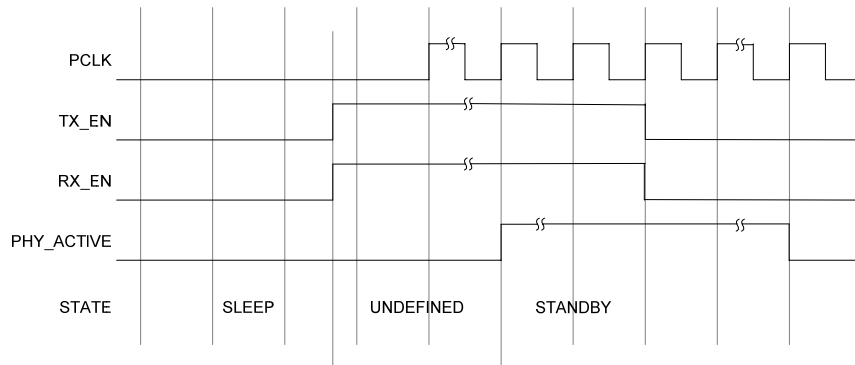 PCLK
TX_EN
RX_EN
PHY_ACTIVE
STATE SLEEP UNDEFINED STANDBY